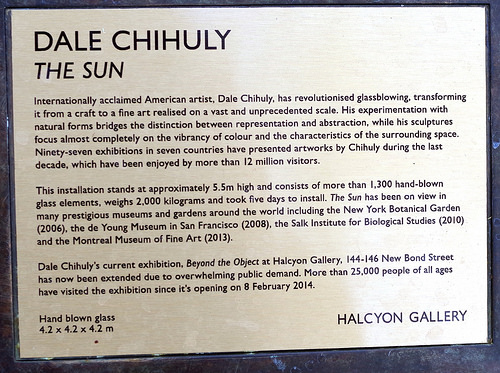 DALE CHIHULY
THE SUN
Internationally acclaimed American artist, Dale Chihuly, has revolutionised glassblowing, transforming
it from a craft to a fine art realised on a vast and unprecedented scale. His experimentation with
natural forms bridges the distinction between representation and abstraction, while his sculptures
focus almost completely on the vibrancy of colour and the characteristics of the surrounding space.
Ninety-seven exhibitions in seven countries have presented artworks by Chihuly during the last
decade, which have been enjoyed by more than 12 million visitors.
This installation stands at approximately 5.5m high and consists of more than 1,300 hand-blown
glass elements, weighs 2,000 kilograms and took five days to install. The Sun has been on view in
many prestigious museums and gardens around the world including the New York Botanical Garden
(2006), the de Young Museum in San Francisco (2008), the Salk Institute for Biological Studies (2010)
and the Montreal Museum of Fine Art (2013).
Dale Chihuly's current exhibition, Beyond the Object at Halcyon Gallery, 144-146 New Bond Street
has now been extended due to overwhelming public demand. More than 25,000 people of all ages
have visited the exhibition since it's opening on 8 February 2014.
Hand blown glass
4.2 x 4.2 x 4.2 m
HALCYON GALLERY